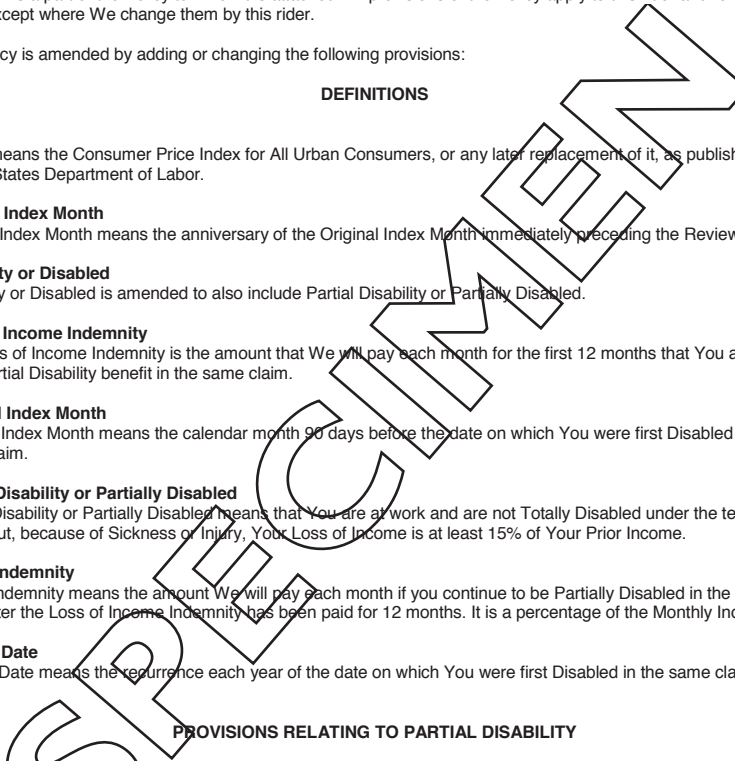 xcept where We change them by this rider.
cy is amended by adding or changing the following provisions:
DEFINITIONS
means the Consumer Price Index for All Urban Consumers, or any later replacement of it, as publish
States Department of Labor.
Index Month
Index Month means the anniversary of the Original Index Month immediately preceding the Review
ty or Disabled
y or Disabled is amended to also include Partial Disability or Partially Disabled.
Income Indemnity
s of Income Indemnity is the amount that We will pay each month for the first 12 months that You a
rtial Disability benefit in the same claim.
l Index Month
Index Month means the calendar month 90 days before the date on which You were first Disabled
aim.
Disability or Partially Disabled
Disability or Partially Disabled means that You are at work and are not Totally Disabled under the te
ut, because of Sickness or Injury, Your Loss of Income is at least 15% of Your Prior Income.
ndemnity
ndemnity means the amount We will pay each month if you continue to be Partially Disabled in the
ter the Loss of Income Indemnity has been paid for 12 months. It is a percentage of the Monthly Ind
Date
Date means the recurrence each year of the date on which You were first Disabled in the same cla
PROVISIONS RELATING TO PARTIAL DISABILITY
SPECIMEN